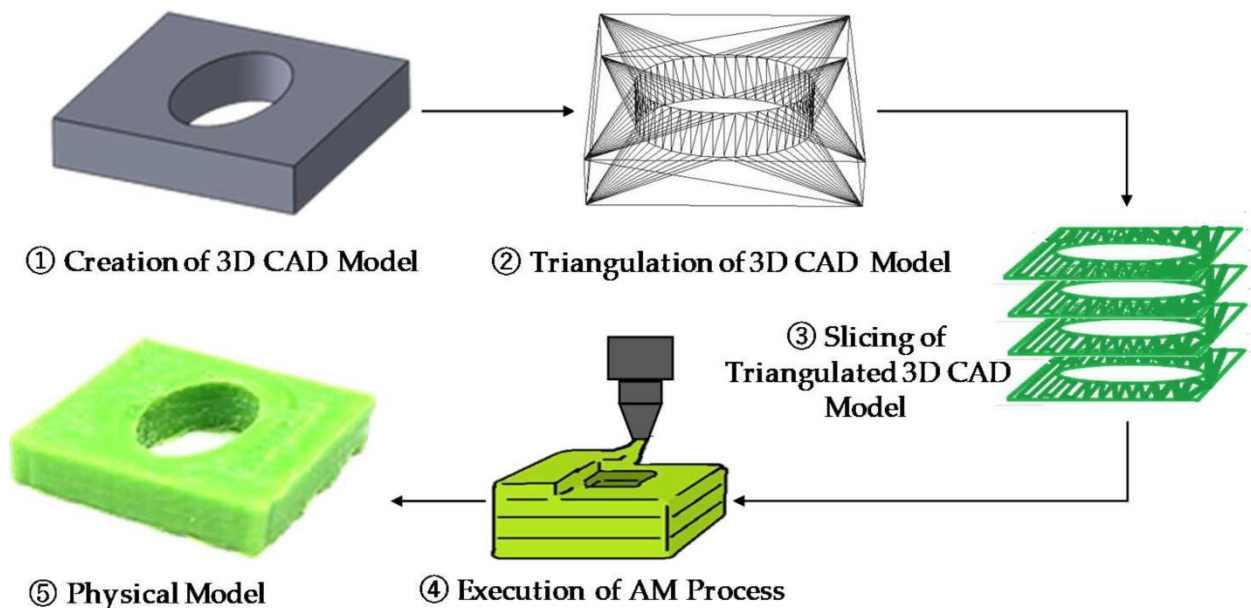 ① Creation of 3D CAD Model
② Triangulation of 3D CAD Model
③ Slicing of
Triangulated 3D CAD
Model
④ Execution of AM Process
⑤ Physical Model